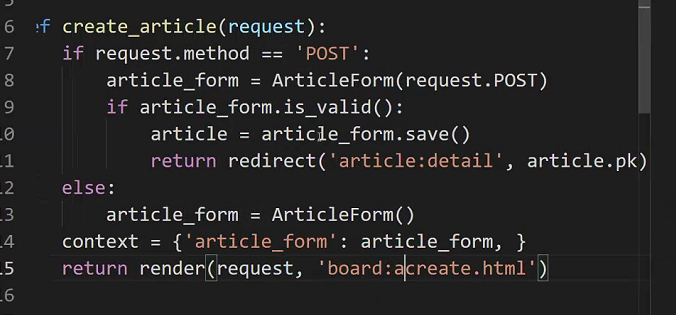 6 ef create_article(request):
7 if request.method == 'POST':
8 article_form = ArticleForm(request.POST)
9 if article_form.is_valid():
10 article = article_form.save()
11 return redirect('article:detail', article.pk)
12 else:
13 article_form = ArticleForm()
14 context = {'article_form': article_form, }
15 return render(request, 'board:acreate.html')
16